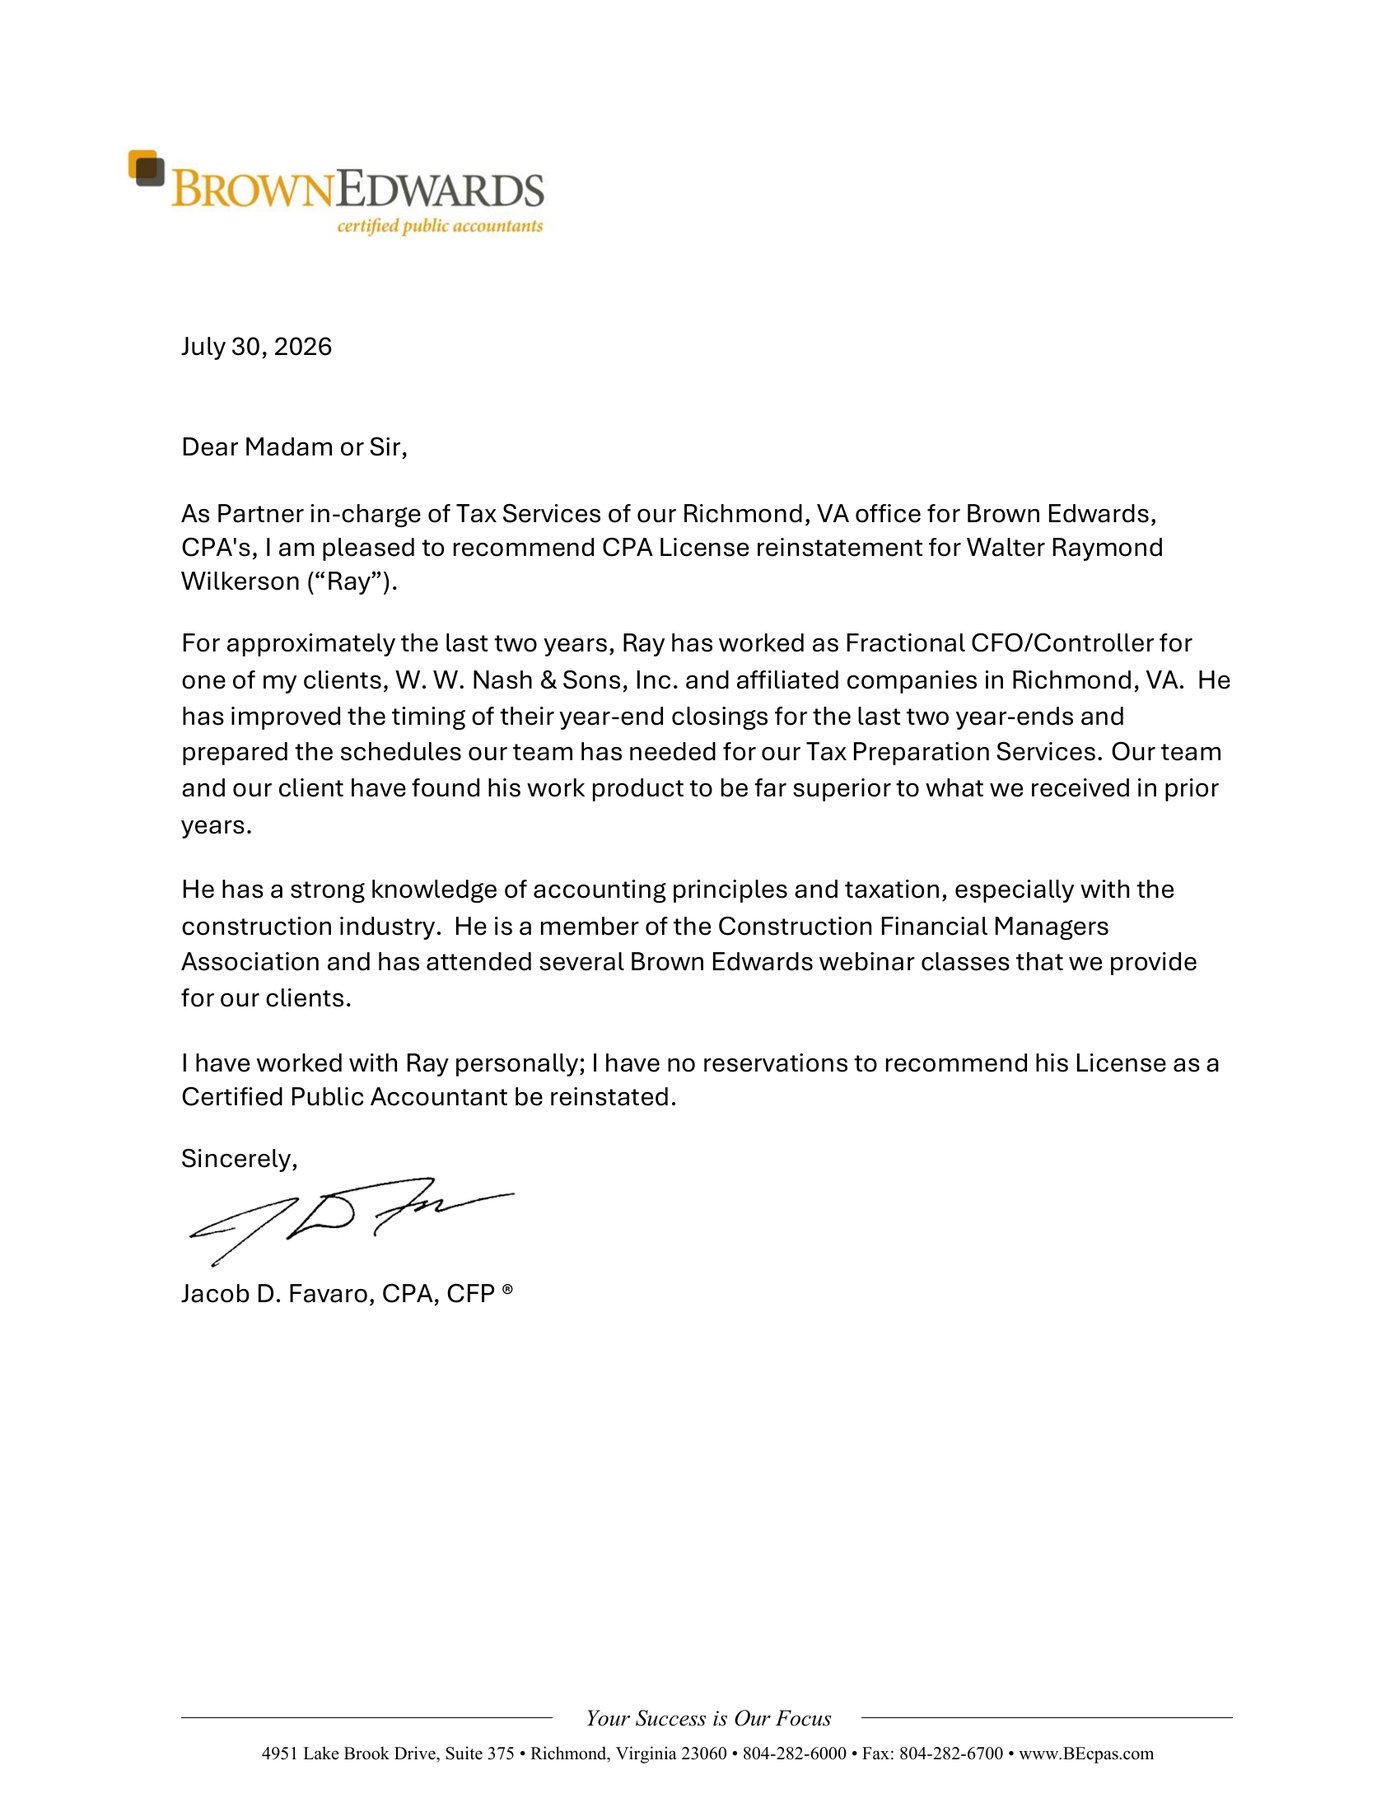 BROWNEDWARDS
certified public accountants
July 30, 2026
Dear Madam or Sir,
As Partner in-charge of Tax Services of our Richmond, VA office for Brown Edwards,
CPA's, I am pleased to recommend CPA License reinstatement for Walter Raymond
Wilkerson (“Ray”).
For approximately the last two years, Ray has worked as Fractional CFO/Controller for
one of my clients, W. W. Nash & Sons, Inc. and affiliated companies in Richmond, VA.  He
has improved the timing of their year-end closings for the last two year-ends and
prepared the schedules our team has needed for our Tax Preparation Services. Our team
and our client have found his work product to be far superior to what we received in prior
years.
He has a strong knowledge of accounting principles and taxation, especially with the
construction industry.  He is a member of the Construction Financial Managers
Association and has attended several Brown Edwards webinar classes that we provide
for our clients.
I have worked with Ray personally; I have no reservations to recommend his License as a
Certified Public Accountant be reinstated.
Sincerely,
Jacob D. Favaro, CPA, CFP ®
Your Success is Our Focus
4951 Lake Brook Drive, Suite 375 • Richmond, Virginia 23060 • 804-282-6000 • Fax: 804-282-6700 • www.BEcpas.com